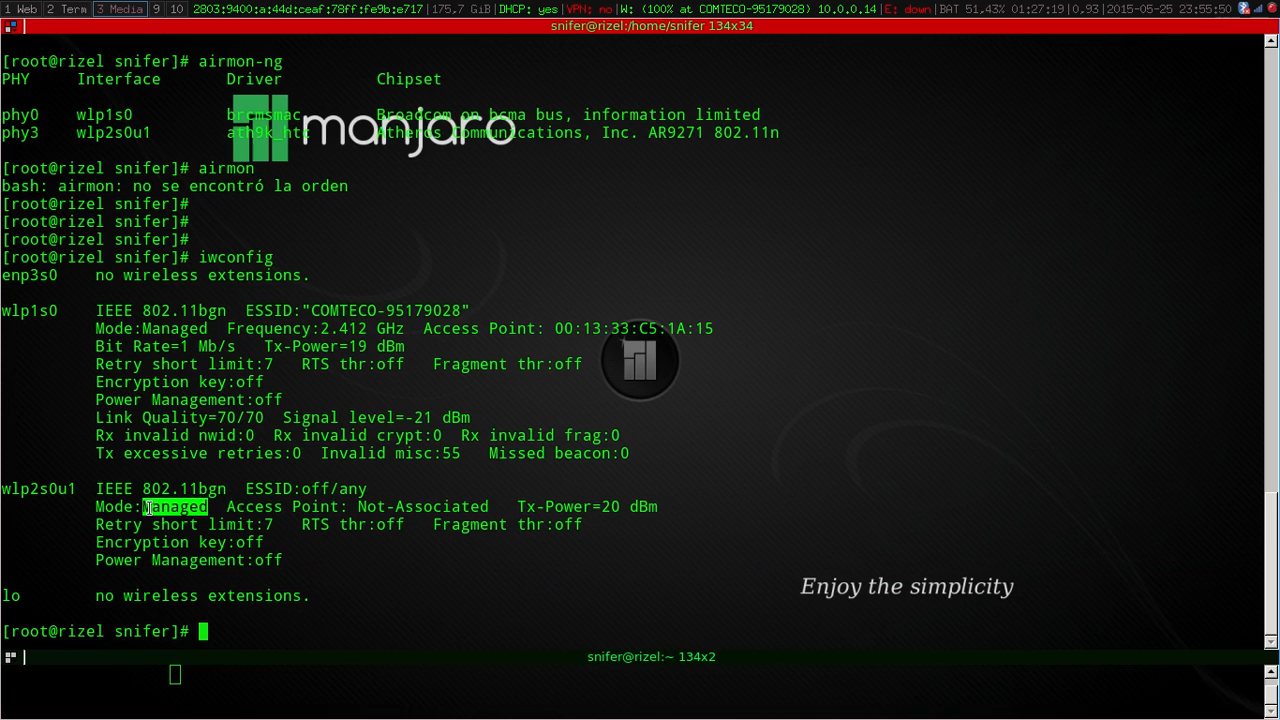 1 Web 2 Term 3 Media 9 10 2803:9400:a:44d:ceaf:78ff:fe9b:e717|175.7 GiB|DHCP: yes|VPN: no|W: (100% at COMTECO-95179028) 10.0.0.14|E: down|BAT 51.43% 01:27:19|0.93|2015-05-25 23:55:50
snifer@rizel:/home/snifer 134x34
[root@rizel snifer]# airmon-ng
PHY Interface Driver Chipset
phy0 wlp1s0 brcmsmac Broadcom on bcma bus, information limited
phy3 wlp2s0u1 ath9k_htc Atheros Communications, Inc. AR9271 802.11n
manjaro
[root@rizel snifer]# airmon
bash: airmon: no se encontró la orden
[root@rizel snifer]#
[root@rizel snifer]#
[root@rizel snifer]#
[root@rizel snifer]# iwconfig
enp3s0 no wireless extensions.
wlp1s0 IEEE 802.11bgn ESSID:"COMTECO-95179028"
Mode:Managed Frequency:2.412 GHz Access Point: 00:13:33:C5:1A:15
Bit Rate=1 Mb/s Tx-Power=19 dBm
Retry short limit:7 RTS thr:off Fragment thr:off
Encryption key:off
Power Management:off
Link Quality=70/70 Signal level=-21 dBm
Rx invalid nwid:0 Rx invalid crypt:0 Rx invalid frag:0
Tx excessive retries:0 Invalid misc:55 Missed beacon:0
wlp2s0u1 IEEE 802.11bgn ESSID:off/any
Mode:Managed Access Point: Not-Associated Tx-Power=20 dBm
Retry short limit:7 RTS thr:off Fragment thr:off
Encryption key:off
Power Management:off
Enjoy the simplicity
lo no wireless extensions.
[root@rizel snifer]#
snifer@rizel:~ 134x2